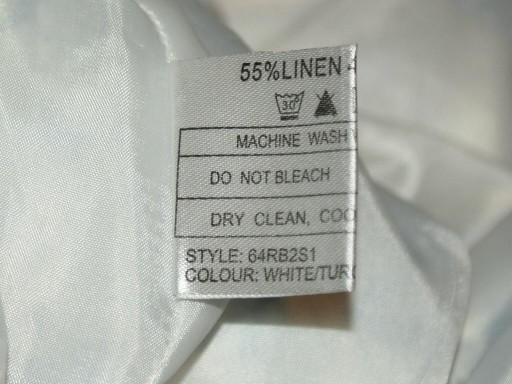 55%LINEN
30°
MACHINE WASH
DO NOT BLEACH
DRY CLEAN, COO
STYLE: 64RB2S1
COLOUR: WHITE/TUR